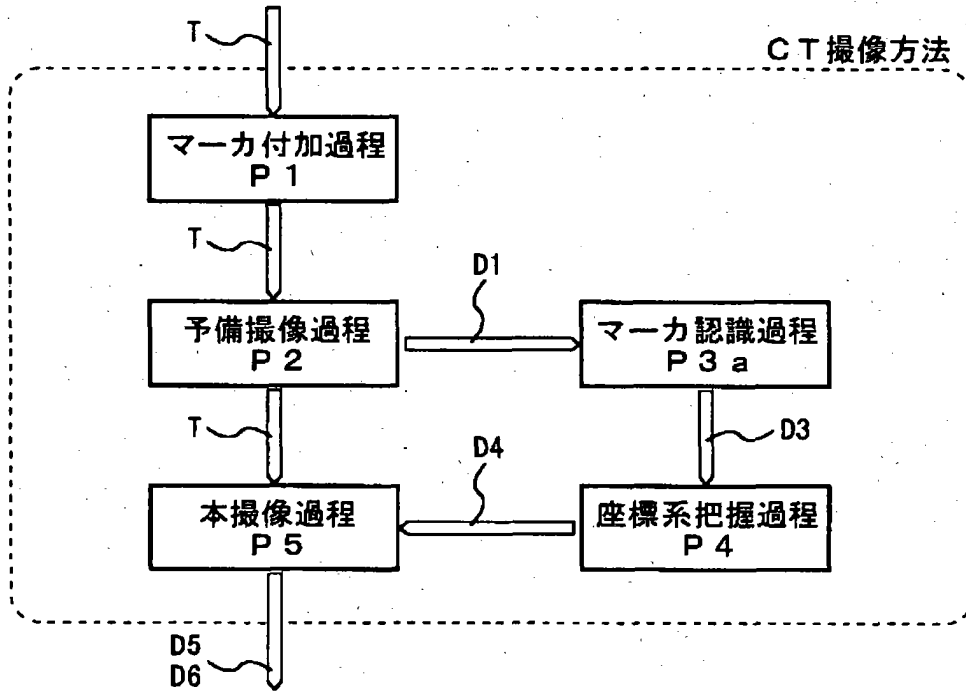 T
CT撮像方法
マーカ付加過程
P1
T
D1
予備撮像過程
P2
マーカ認識過程
P3a
T
D4
D3
本撮像過程
P5
座標系把握過程
P4
D5
D6